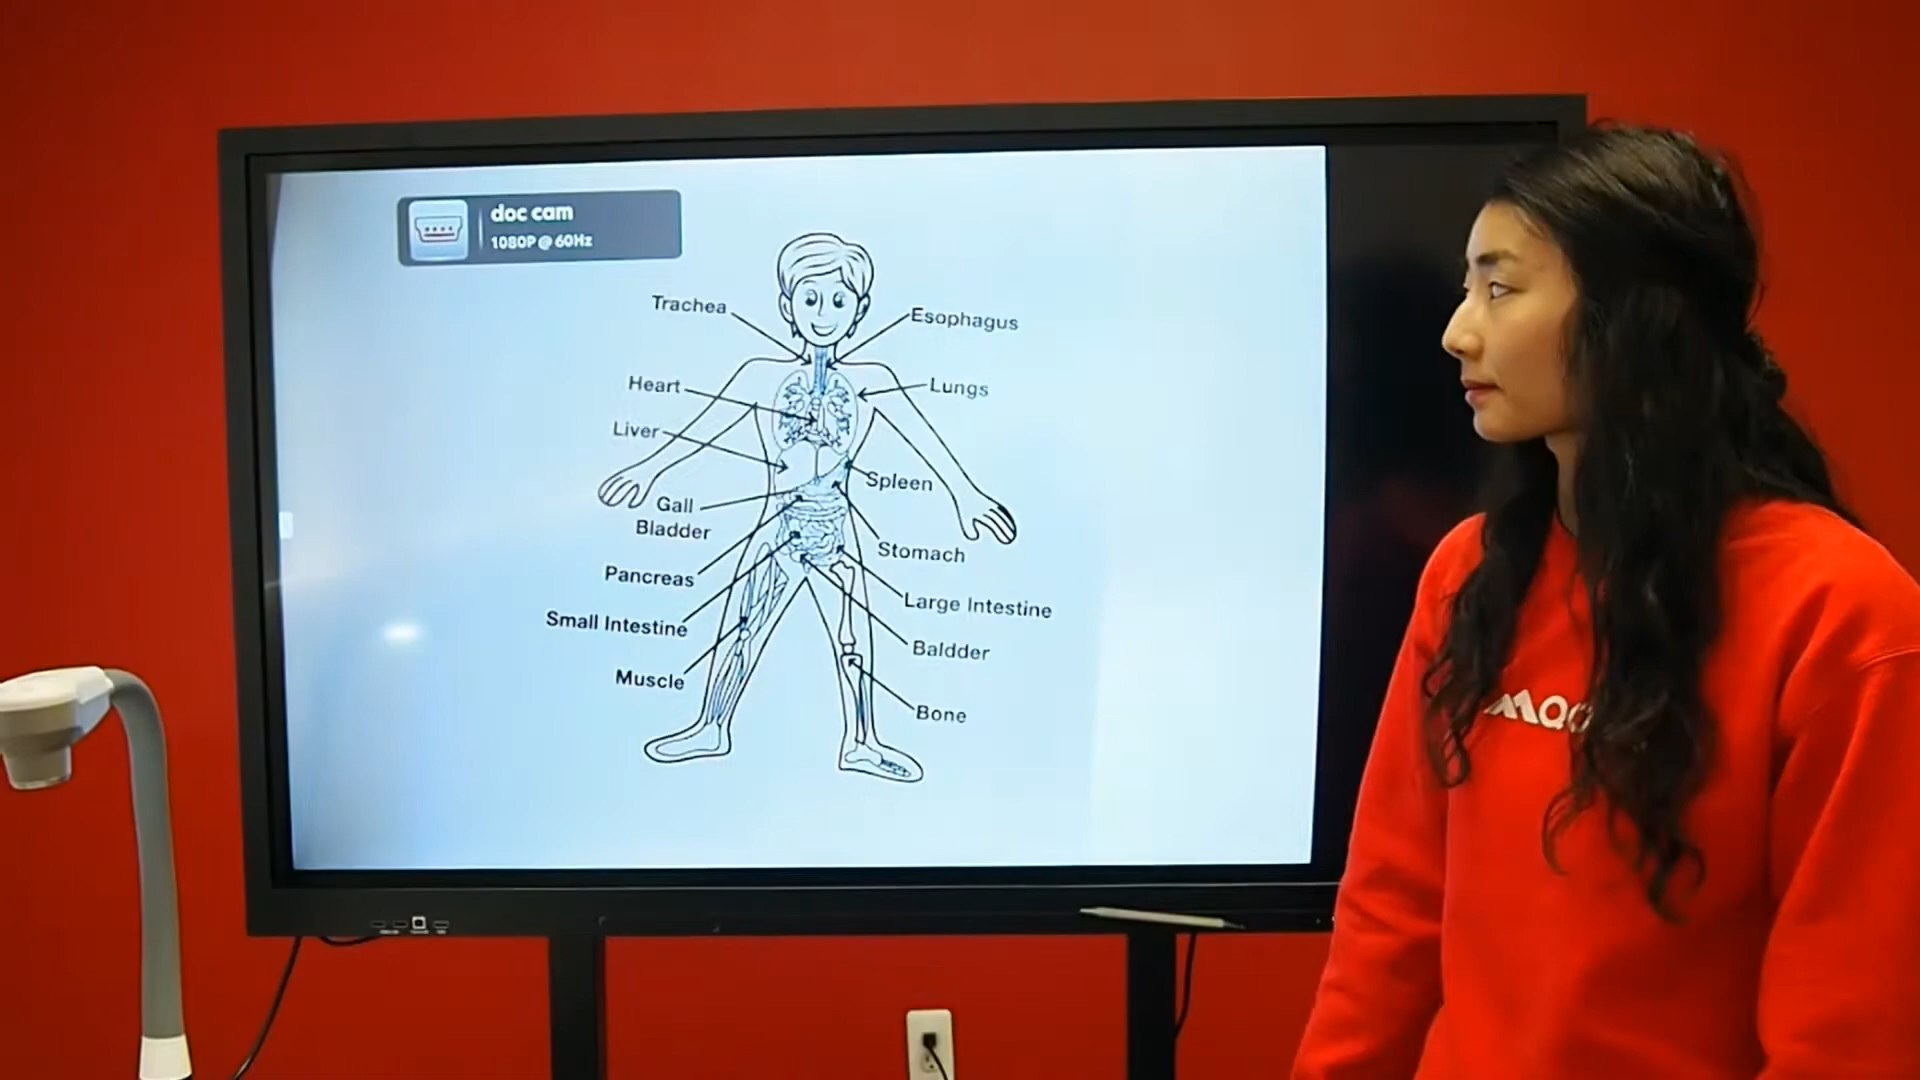 doc cam
1080P @ 60Hz
Trachea
Esophagus
Heart
Lungs
Liver
Spleen
Gall
Bladder
Stomach
Pancreas
Large Intestine
Small Intestine
Baldder
Muscle
Bone